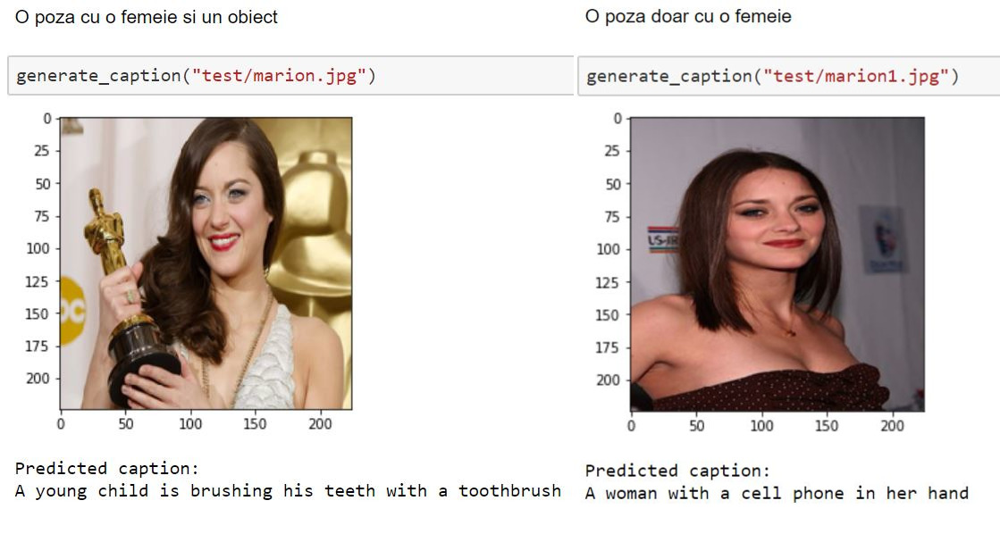 O poza cu o femeie si un obiect
generate_caption("test/marion.jpg")
0
25
50
75
100
125
150
175
200
0 50 100 150 200
Predicted caption:
A young child is brushing his teeth with a toothbrush
O poza doar cu o femeie
generate_caption("test/marion1.jpg")
0
25
50
75
100
125
150
175
200
US-IR
0 50 100 150 200
Predicted caption:
A woman with a cell phone in her hand